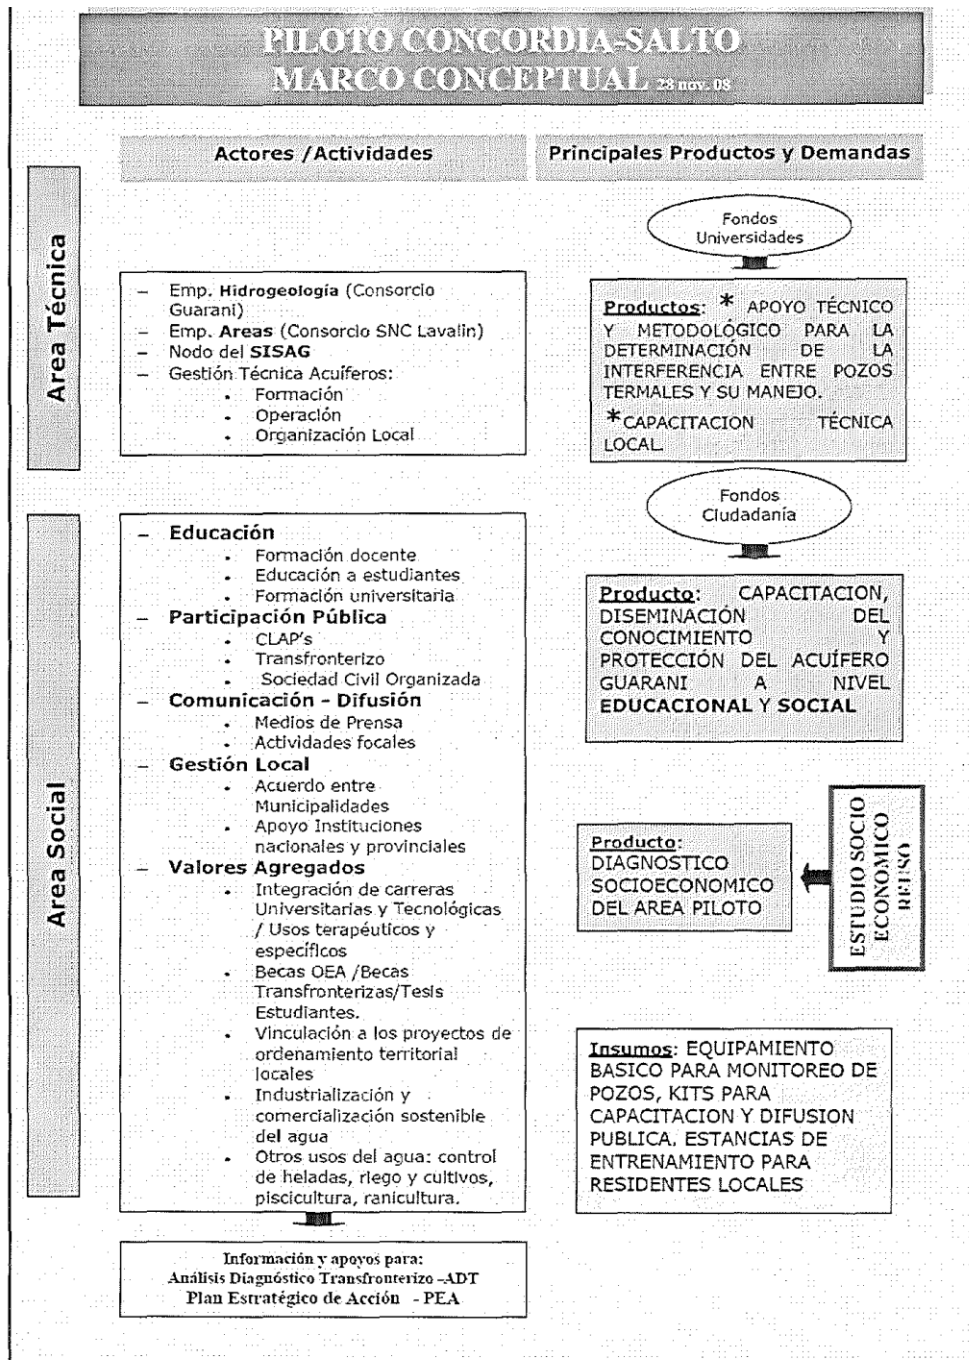 PILOTO CONCORDIA-SALTO
MARCO CONCEPTUAL 28 nov. 08
Actores /Actividades
Principales Productos y Demandas
Area Técnica
– Emp. Hidrogeología (Consorcio
Guarani)
– Emp. Areas (Consorcio SNC Lavalin)
– Nodo del SISAG
– Gestión Técnica Acuíferos:
• Formación
• Operación
• Organización Local
Fondos
Universidades
Productos: * APOYO TÉCNICO
Y METODOLÓGICO PARA LA
DETERMINACIÓN DE LA
INTERFERENCIA ENTRE POZOS
TERMALES Y SU MANEJO.
*CAPACITACION TÉCNICA
LOCAL.
Area Social
– Educación
• Formación docente
• Educación a estudiantes
• Formación universitaria
– Participación Pública
• CLAP's
• Transfronterizo
• Sociedad Civil Organizada
– Comunicación - Difusión
• Medios de Prensa
• Actividades focales
– Gestión Local
• Acuerdo entre
Municipalidades
• Apoyo Instituciones
nacionales y provinciales
– Valores Agregados
• Integración de carreras
Universitarias y Tecnológicas
/ Usos terapéuticos y
específicos
• Becas OEA /Becas
Transfronterizas/Tesis
Estudiantes.
• Vinculación a los proyectos de
ordenamiento territorial
locales
• Industrialización y
comercialización sostenible
del agua
• Otros usos del agua: control
de heladas, riego y cultivos,
piscicultura, ranicultura.
Fondos
Ciudadanía
Producto: CAPACITACION,
DISEMINACIÓN DEL
CONOCIMIENTO Y
PROTECCIÓN DEL ACUÍFERO
GUARANI A NIVEL
EDUCACIONAL Y SOCIAL
Producto:
DIAGNOSTICO
SOCIOECONOMICO
DEL AREA PILOTO
ESTUDIO SOCIO
ECONOMICO
REUSO
Insumos: EQUIPAMIENTO
BASICO PARA MONITOREO DE
POZOS, KITS PARA
CAPACITACION Y DIFUSION
PUBLICA, ESTANCIAS DE
ENTRENAMIENTO PARA
RESIDENTES LOCALES
Información y apoyos para:
Análisis Diagnóstico Transfronterizo -ADT
Plan Estratégico de Acción - PEA